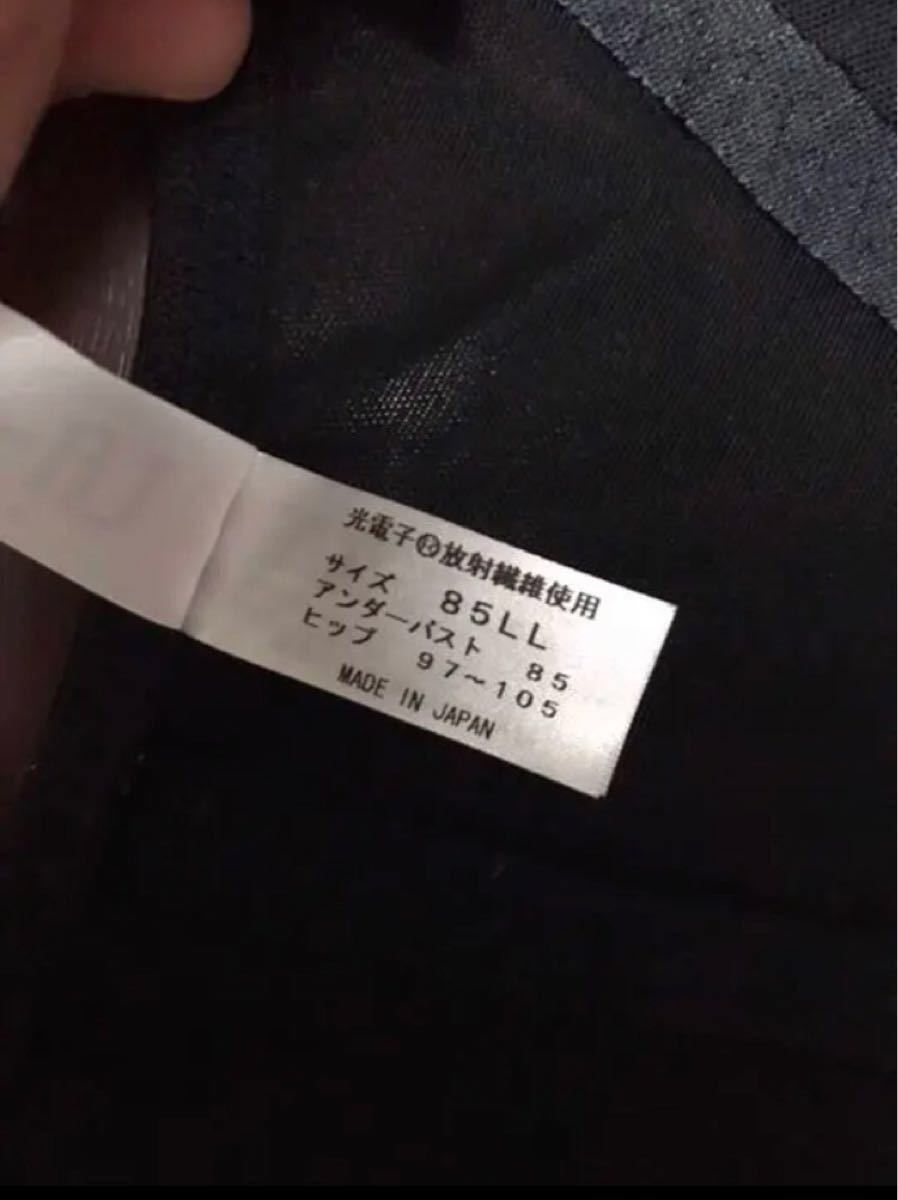 光電子Ⓡ放射繊維使用
サイズ 85LL
アンダーバスト 85
ヒップ 97〜105
MADE IN JAPAN